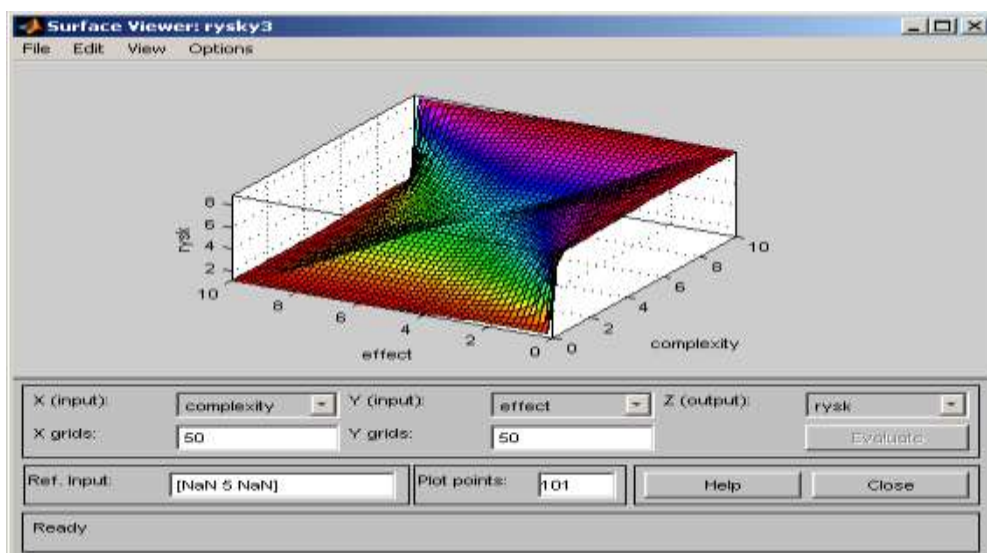 Surface Viewer: rysky3
File Edit View Options
rysk
8
6
4
2
10
8
6
4
2
0
effect
0
2
4
6
8
10
complexity
X (input): complexity Y (input): effect Z (output): rysk
X grids: 50 Y grids: 50 Evaluate
Ref. Input: [NaN 5 NaN] Plot points: 101 Help Close
Ready